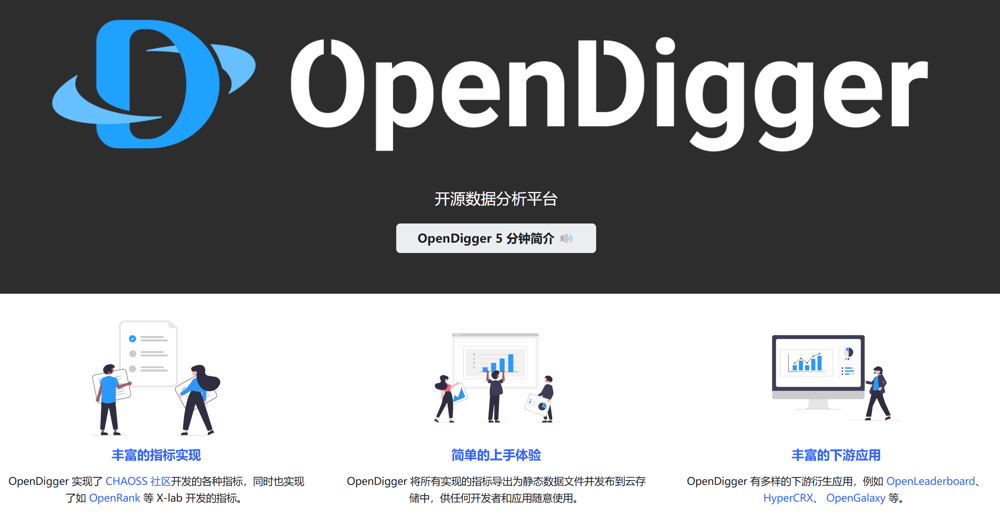 OpenDigger
开源数据分析平台
OpenDigger 5 分钟简介 🔊
丰富的指标实现
OpenDigger 实现了 CHAOSS 社区开发的各种指标，同时也实现
了如 OpenRank 等 X-lab 开发的指标。
简单的上手体验
OpenDigger 将所有实现的指标导出为静态数据文件并发布到云存
储中，供任何开发者和应用随意使用。
丰富的下游应用
OpenDigger 有多样的下游衍生应用，例如 OpenLeaderboard、
HyperCRX、 OpenGalaxy 等。